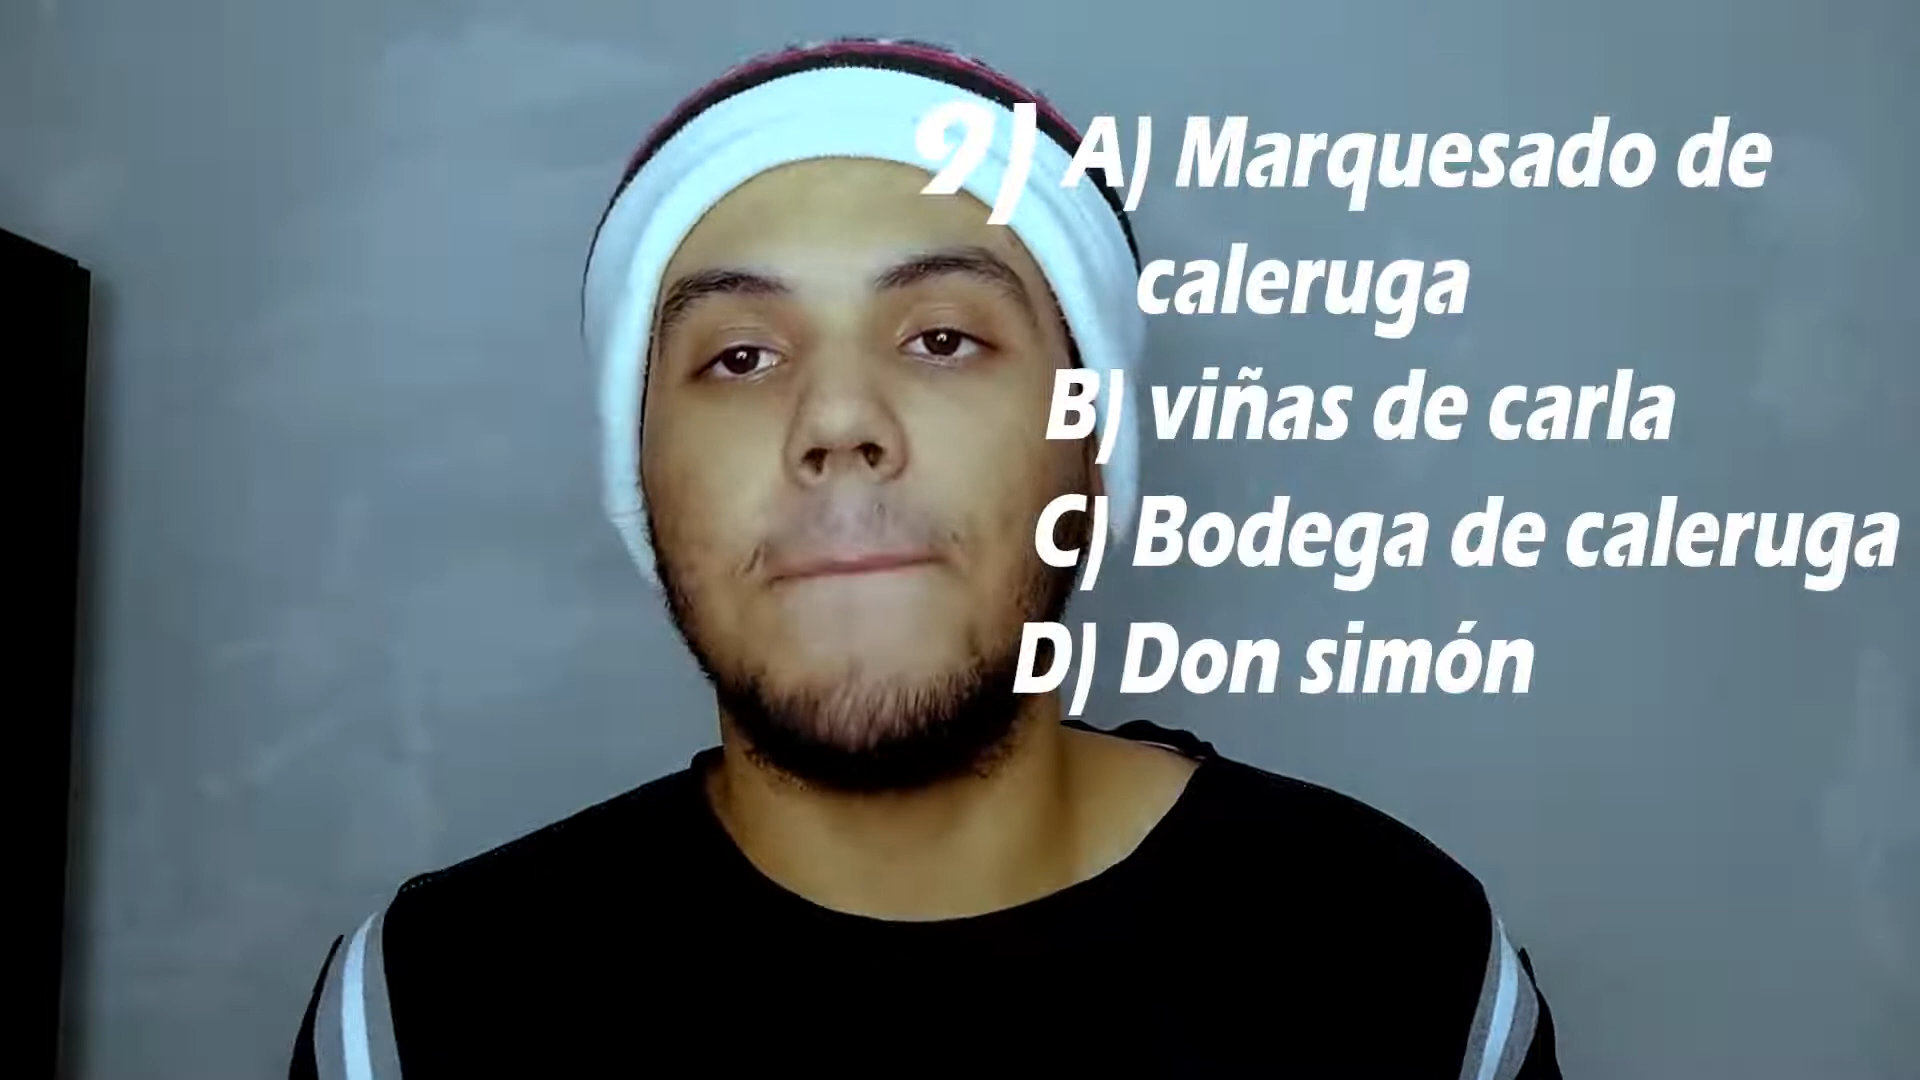 9) A) Marquesado de
caleruga
B) viñas de carla
C) Bodega de caleruga
D) Don simón